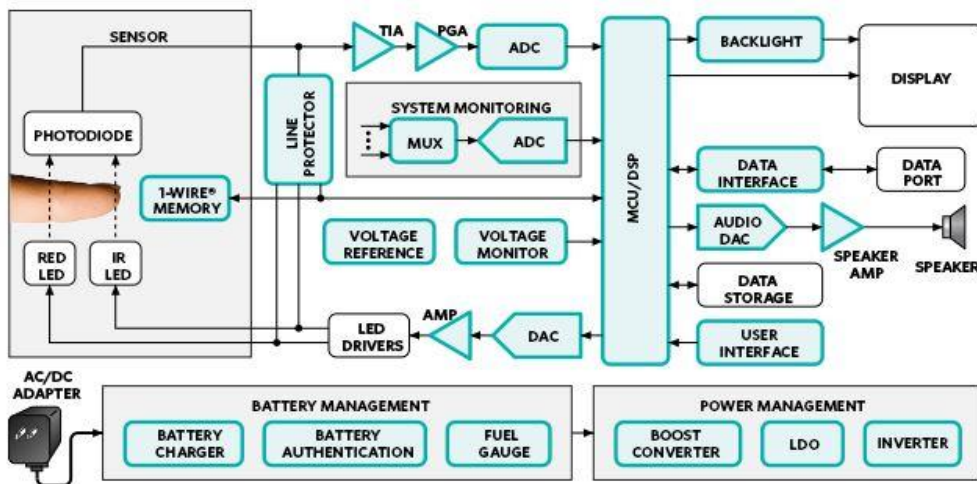 SENSOR
TIA
PGA
ADC
BACKLIGHT
DISPLAY
PHOTODIODE
LINE
PROTECTOR
SYSTEM MONITORING
MUX
ADC
MCU/DSP
DATA
INTERFACE
DATA
PORT
1-WIRE®
MEMORY
VOLTAGE
REFERENCE
VOLTAGE
MONITOR
AUDIO
DAC
SPEAKER
AMP
SPEAKER
RED
LED
IR
LED
DATA
STORAGE
AMP
LED
DRIVERS
DAC
USER
INTERFACE
AC/DC
ADAPTER
BATTERY MANAGEMENT
BATTERY
CHARGER
BATTERY
AUTHENTICATION
FUEL
GAUGE
POWER MANAGEMENT
BOOST
CONVERTER
LDO
INVERTER